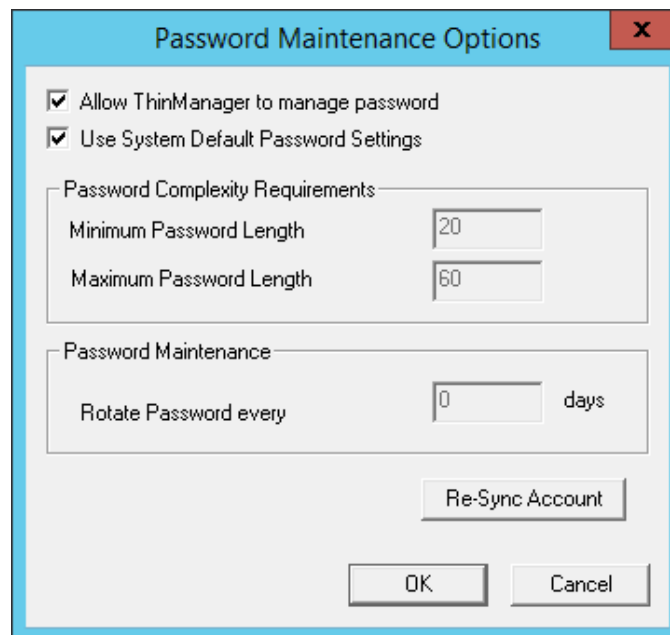 Password Maintenance Options
x
Allow ThinManager to manage password
Use System Default Password Settings
Password Complexity Requirements
Minimum Password Length 20
Maximum Password Length 60
Password Maintenance
Rotate Password every 0 days
Re-Sync Account
OK Cancel